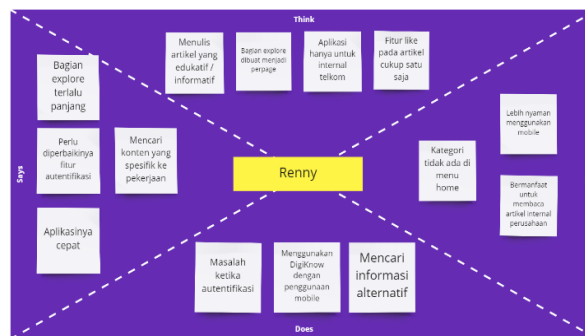 Think
Menulis
artikel yang
edukatif /
informatif
Bagian explore
dibuat menjadi
perpage
Aplikasi
hanya untuk
internal
telkom
Fitur like
pada artikel
cukup satu
saja
Says
Bagian
explore
terlalu
panjang
Perlu
diperbaikinya
fitur
autentifikasi
Mencari
konten yang
spesifik ke
pekerjaan
Aplikasinya
cepat
Renny
Kategori
tidak ada di
menu
home
Lebih nyaman
menggunakan
mobile
Bermanfaat
untuk
membaca
artikel internal
perusahaan
Masalah
ketika
autentifikasi
Menggunakan
DigiKnow
dengan
penggunaan
mobile
Mencari
informasi
alternatif
Does